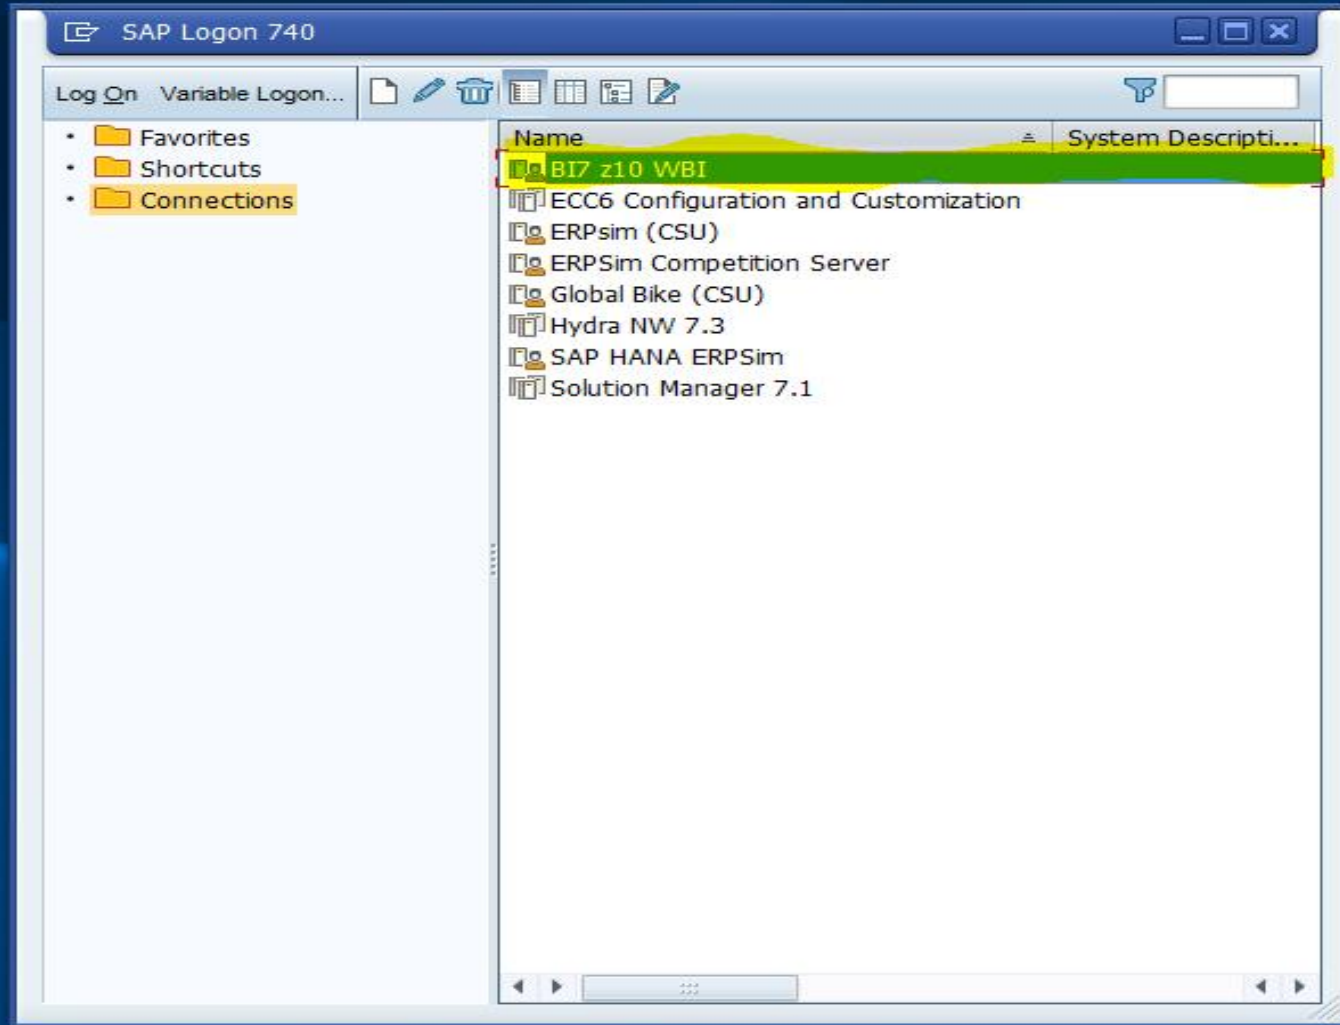 SAP Logon 740
Log On Variable Logon...
Favorites
Shortcuts
Connections
Name System Descripti...
BI7 z10 WBI
ECC6 Configuration and Customization
ERPsim (CSU)
ERPSim Competition Server
Global Bike (CSU)
Hydra NW 7.3
SAP HANA ERPSim
Solution Manager 7.1